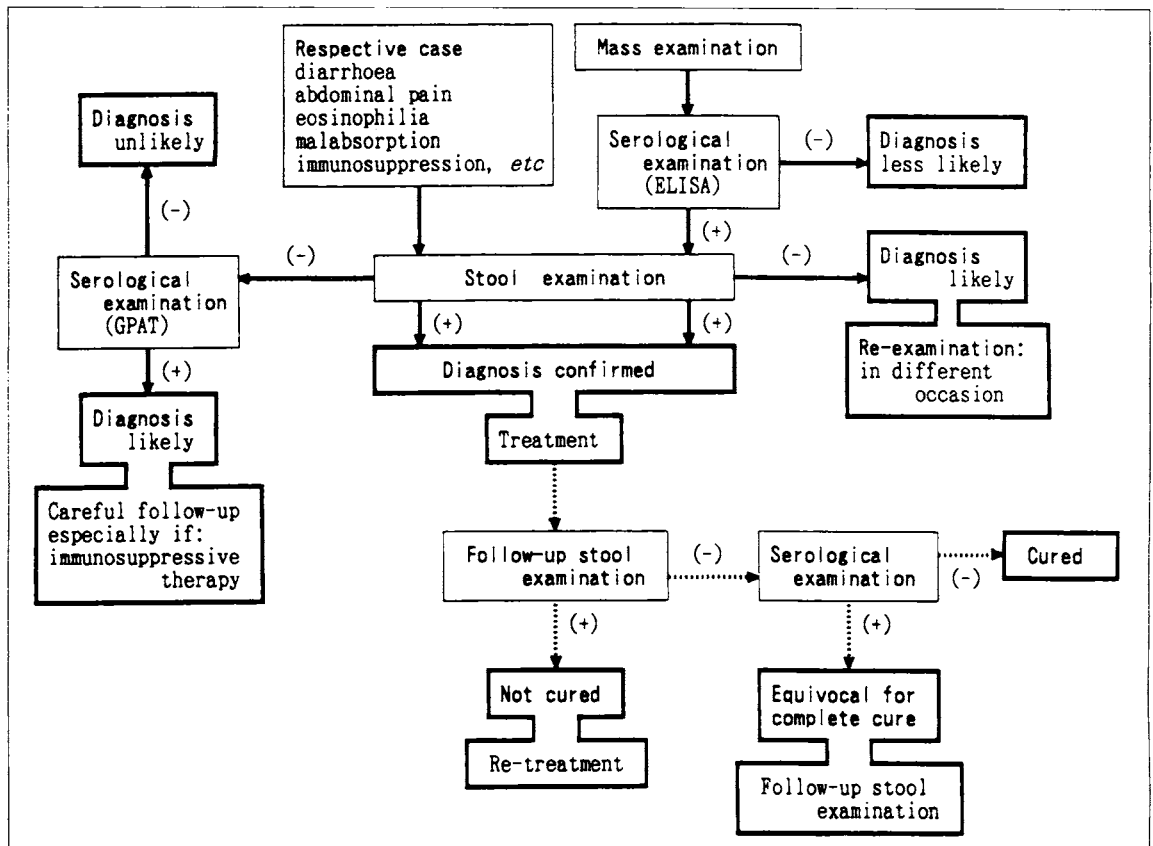 Respective case
diarrhoea
abdominal pain
eosinophilia
malabsorption
immunosuppression, etc
Mass examination
Diagnosis
unlikely
Serological
examination
(ELISA)
(-)
Diagnosis
less likely
(-)
(+)
Serological
examination
(GPAT)
(-)
Stool examination
(-)
Diagnosis
likely
(+)
(+)
(+)
Diagnosis confirmed
Re-examination:
in different
occasion
Diagnosis
likely
Treatment
Careful follow-up
especially if:
immunosuppressive
therapy
Follow-up stool
examination
(-)
Serological
examination
(-)
Cured
(+)
(+)
Not cured
Equivocal for
complete cure
Re-treatment
Follow-up stool
examination